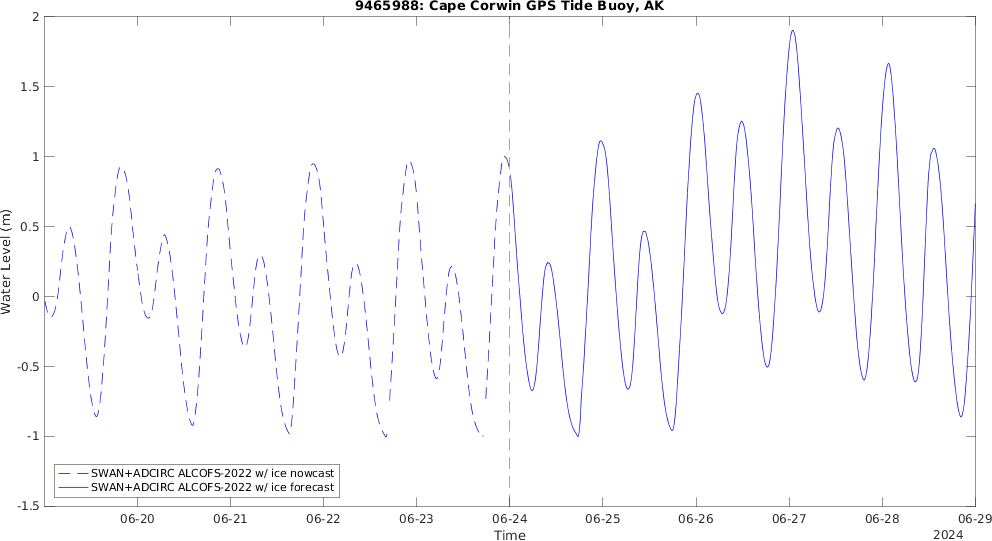 9465988: Cape Corwin GPS Tide Buoy, AK
2
1.5
1
0.5
0
-0.5
-1
-1.5
Water Level (m)
SWAN+ADCIRC ALCOFS-2022 w/ ice nowcast
SWAN+ADCIRC ALCOFS-2022 w/ ice forecast
06-20 06-21 06-22 06-23 06-24 06-25 06-26 06-27 06-28 06-29
Time
2024